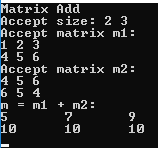 Matrix Add
Accept size: 2 3
Accept matrix m1:
1 2 3
4 5 6
Accept matrix m2:
4 5 6
6 5 4
m = m1 + m2:
5 7 9
10 10 10